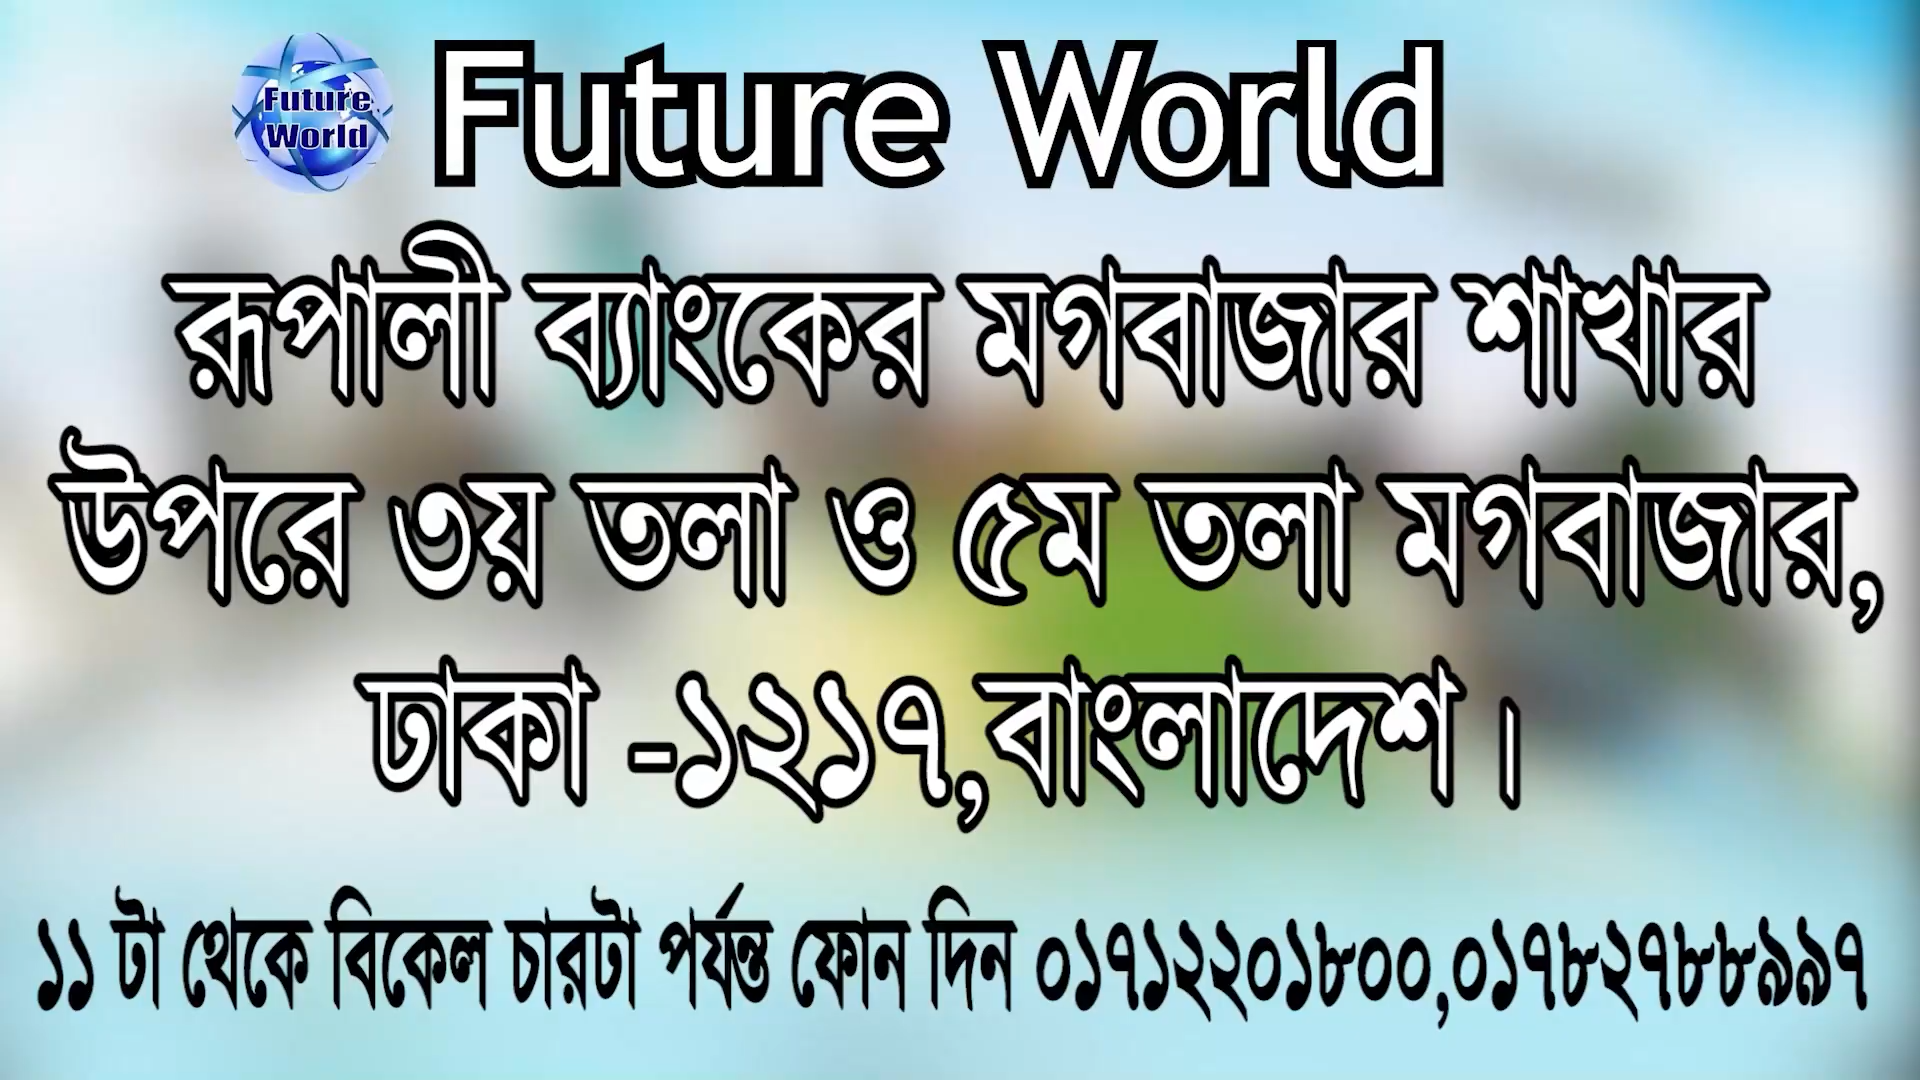 Future World
Future
World
রূপালী ব্যাংকের মগবাজার শাখার
উপরে ৩য় তলা ও ৫ম তলা মগবাজার,
ঢাকা -১২১৭,বাংলাদেশ।
১১ টা থেকে বিকেল চারটা পর্যন্ত ফোন দিন ০১৭১২২০১৮০০,০১৭৮২৭৮৮৯৯৭